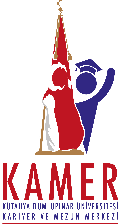 KAMER
KÜTAHYA DUMLUPINAR ÜNİVERSİTESİ
KARİYER VE MEZUN MERKEZİ